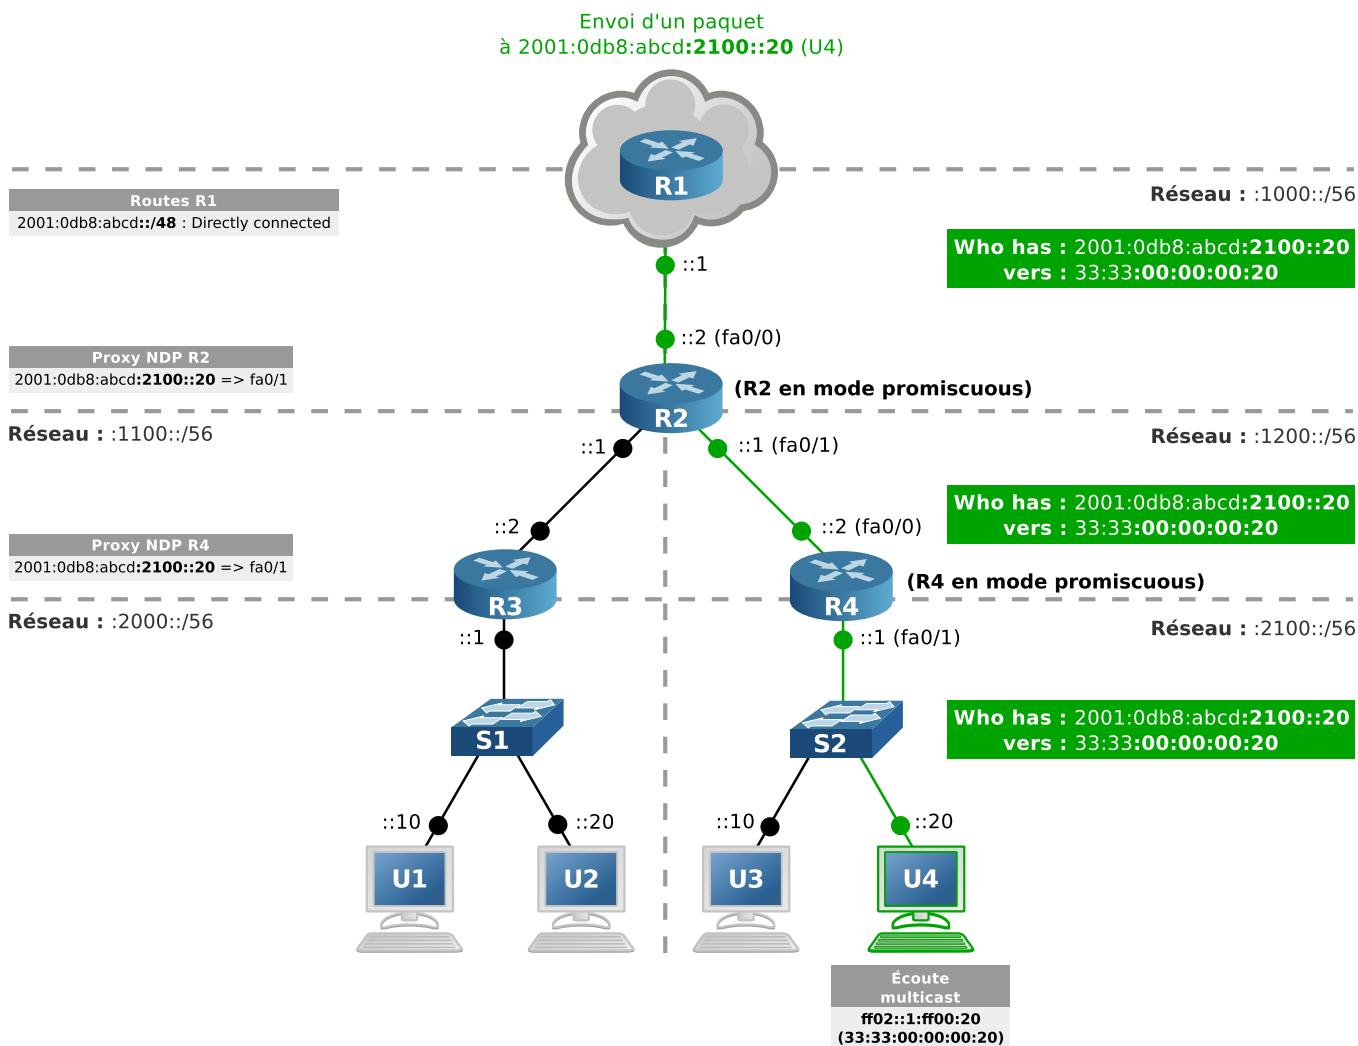 Envoi d'un paquet
à 2001:0db8:abcd:2100::20 (U4)
R1
Réseau : :1000::/56
Routes R1
2001:0db8:abcd::/48 : Directly connected
Who has : 2001:0db8:abcd:2100::20
vers : 33:33:00:00:00:20
::1
::2 (fa0/0)
Proxy NDP R2
2001:0db8:abcd:2100::20 => fa0/1
(R2 en mode promiscuous)
R2
Réseau : :1100::/56
Réseau : :1200::/56
::1
::1 (fa0/1)
Who has : 2001:0db8:abcd:2100::20
vers : 33:33:00:00:00:20
::2
::2 (fa0/0)
Proxy NDP R4
2001:0db8:abcd:2100::20 => fa0/1
(R4 en mode promiscuous)
R3
R4
Réseau : :2000::/56
Réseau : :2100::/56
::1
::1 (fa0/1)
Who has : 2001:0db8:abcd:2100::20
vers : 33:33:00:00:00:20
S1
S2
::10
::20
::10
::20
U1
U2
U3
U4
Écoute
multicast
ff02::1:ff00:20
(33:33:00:00:00:20)